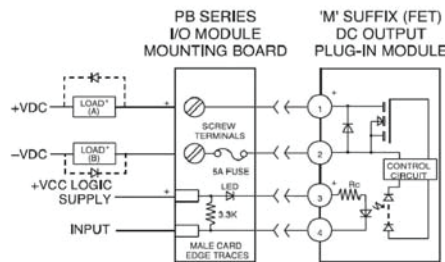 PB SERIES
I/O MODULE
MOUNTING BOARD
'M' SUFFIX (FET)
DC OUTPUT
PLUG-IN MODULE
+VDC
LOAD*
(A)
+
+
1
SCREW
TERMINALS
–VDC
LOAD*
(B)
5A FUSE
2
CONTROL
CIRCUIT
+VCC LOGIC
SUPPLY
+
LED
+
3
Rc
3.3K
INPUT
4
MALE CARD
EDGE TRACES